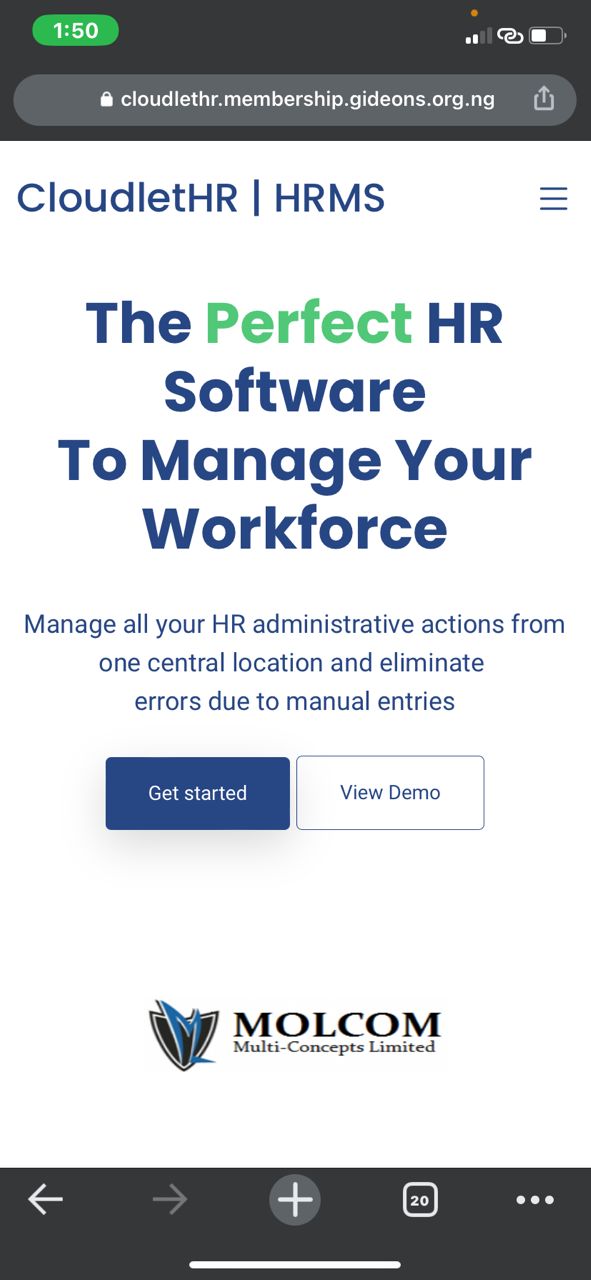 1:50
cloudlethr.membership.gideons.org.ng
CloudletHR | HRMS
The Perfect HR
Software
To Manage Your
Workforce
Manage all your HR administrative actions from
one central location and eliminate
errors due to manual entries
Get started
View Demo
MOLCOM
Multi-Concepts Limited
20